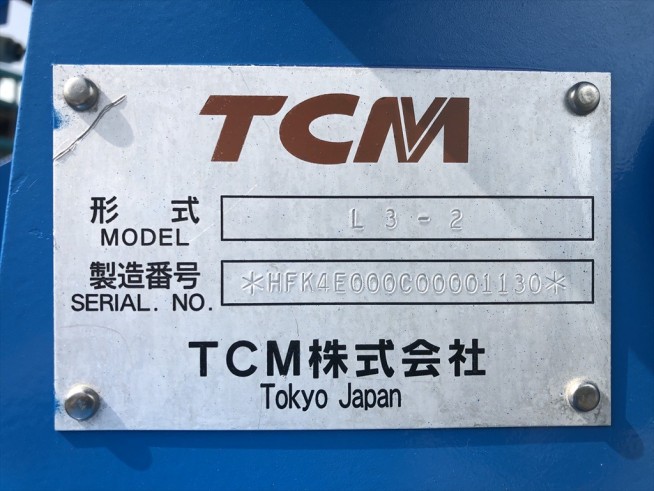 TCM
形式 L3-2
MODEL
製造番号 *HFK4E000C00001130*
SERIAL. NO.
TCM株式会社
Tokyo Japan